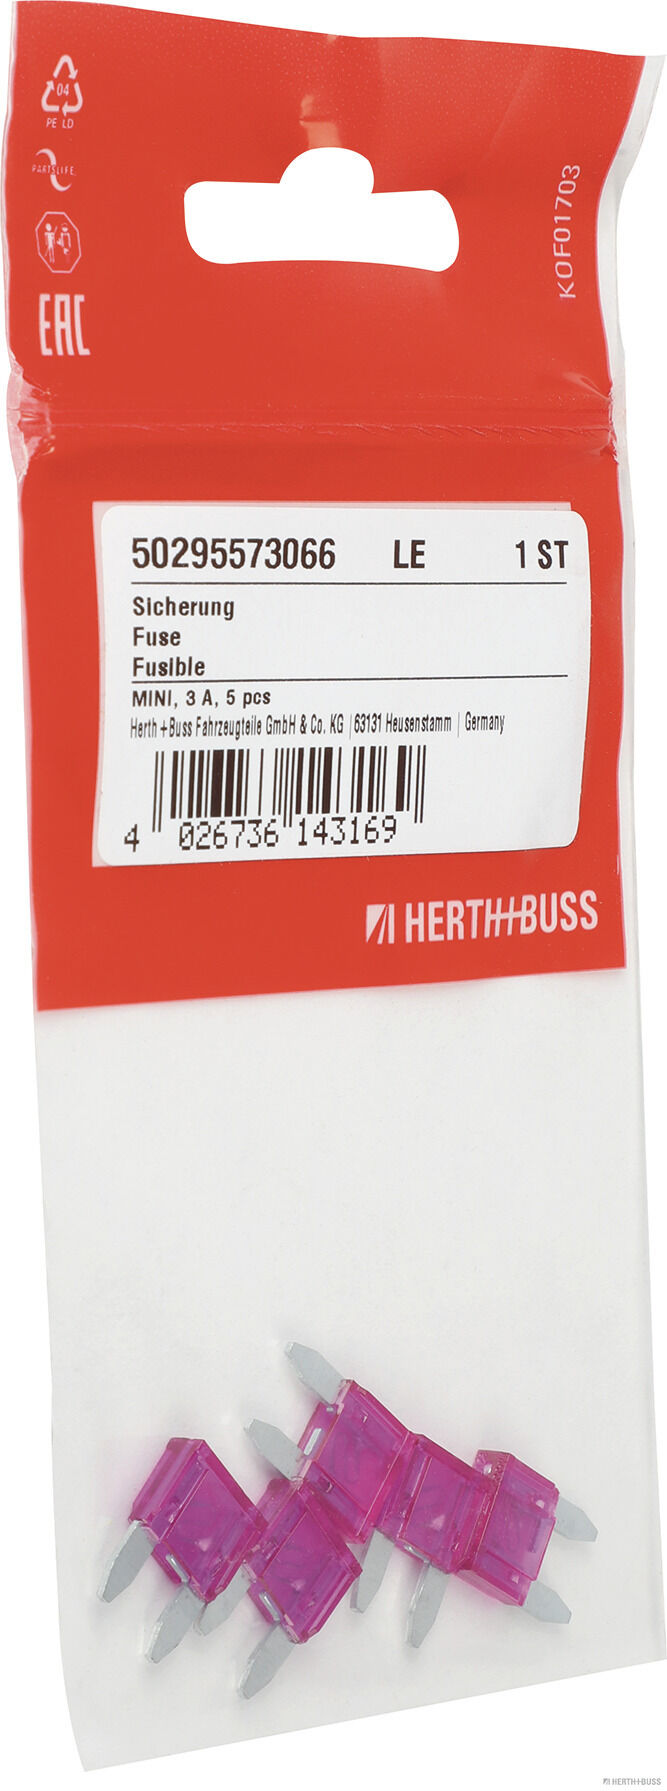 04
PE LD
PARTSLIFE
EAC
KOF01703
50295573066 LE 1 ST
Sicherung
Fuse
Fusible
MINI, 3 A, 5 pcs
Herth+Buss Fahrzeugteile GmbH & Co. KG | 63131 Heusenstamm | Germany
4 026736 143169
HERTH+BUSS
HERTH+BUSS